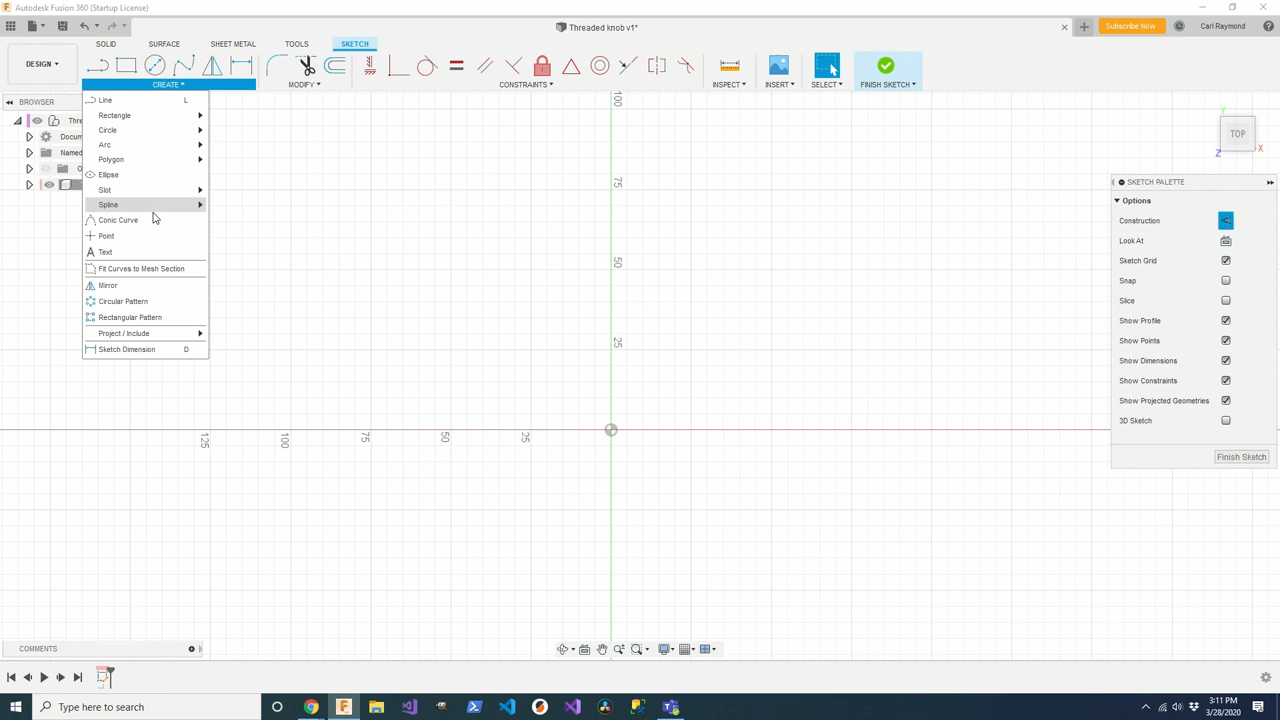 Autodesk Fusion 360 (Startup License)
Threaded knob v1*
Subscribe Now
Carl Raymond
DESIGN
SOLID
SURFACE
SHEET METAL
TOOLS
SKETCH
CREATE
MODIFY
CONSTRAINTS
INSPECT
INSERT
SELECT
FINISH SKETCH
BROWSER
Thre
Docum
Named
O
Line L
Rectangle
Circle
Arc
Polygon
Ellipse
Slot
Spline
Conic Curve
Point
Text
Fit Curves to Mesh Section
Mirror
Circular Pattern
Rectangular Pattern
Project / Include
Sketch Dimension D
100
75
50
25
125
100
75
50
25
Y
TOP
X
Z
SKETCH PALETTE
Options
Construction
Look At
Sketch Grid
Snap
Slice
Show Profile
Show Points
Show Dimensions
Show Constraints
Show Projected Geometries
3D Sketch
Finish Sketch
COMMENTS
Type here to search
3:11 PM
3/28/2020